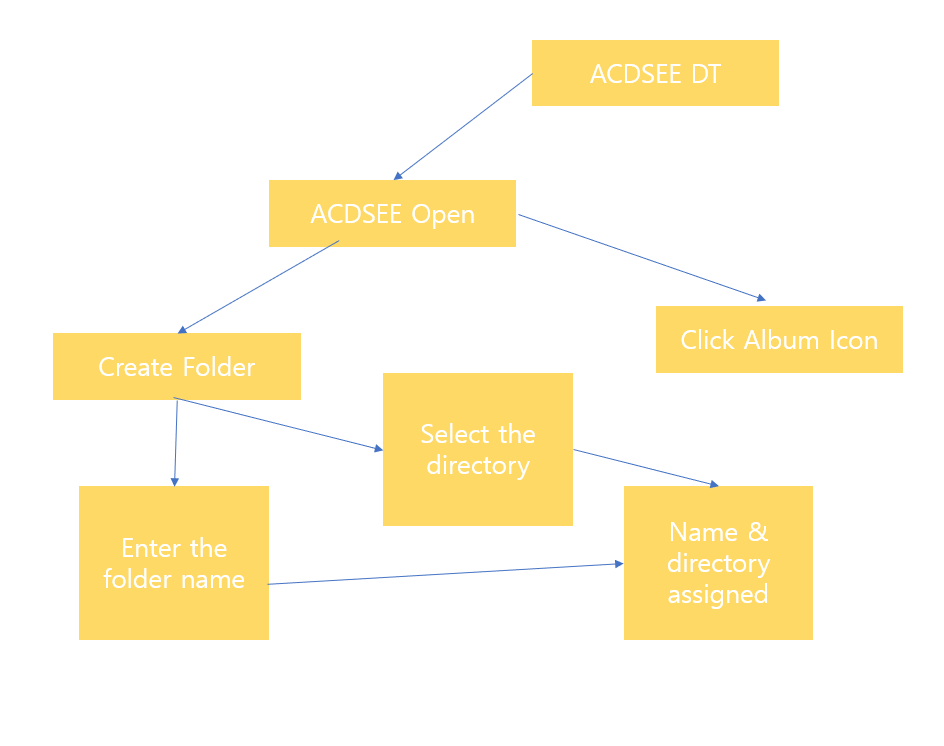 ACDSEE DT
ACDSEE Open
Click Album Icon
Create Folder
Select the
directory
Enter the
folder name
Name &
directory
assigned